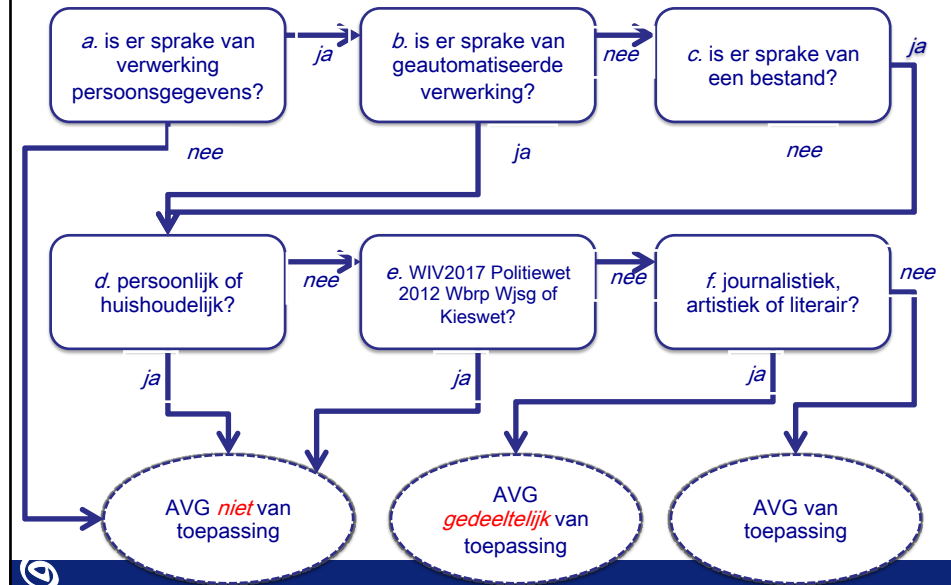 a. is er sprake van
verwerking
persoonsgegevens?
ja
b. is er sprake van
geautomatiseerde
verwerking?
nee
c. is er sprake van
een bestand?
ja
nee
ja
nee
d. persoonlijk of
huishoudelijk?
nee
e. WIV2017 Politiewet
2012 Wbrp Wjsg of
Kieswet?
nee
f. journalistiek,
artistiek of literair?
nee
ja
ja
ja
AVG niet van
toepassing
AVG
gedeeltelijk van
toepassing
AVG van
toepassing